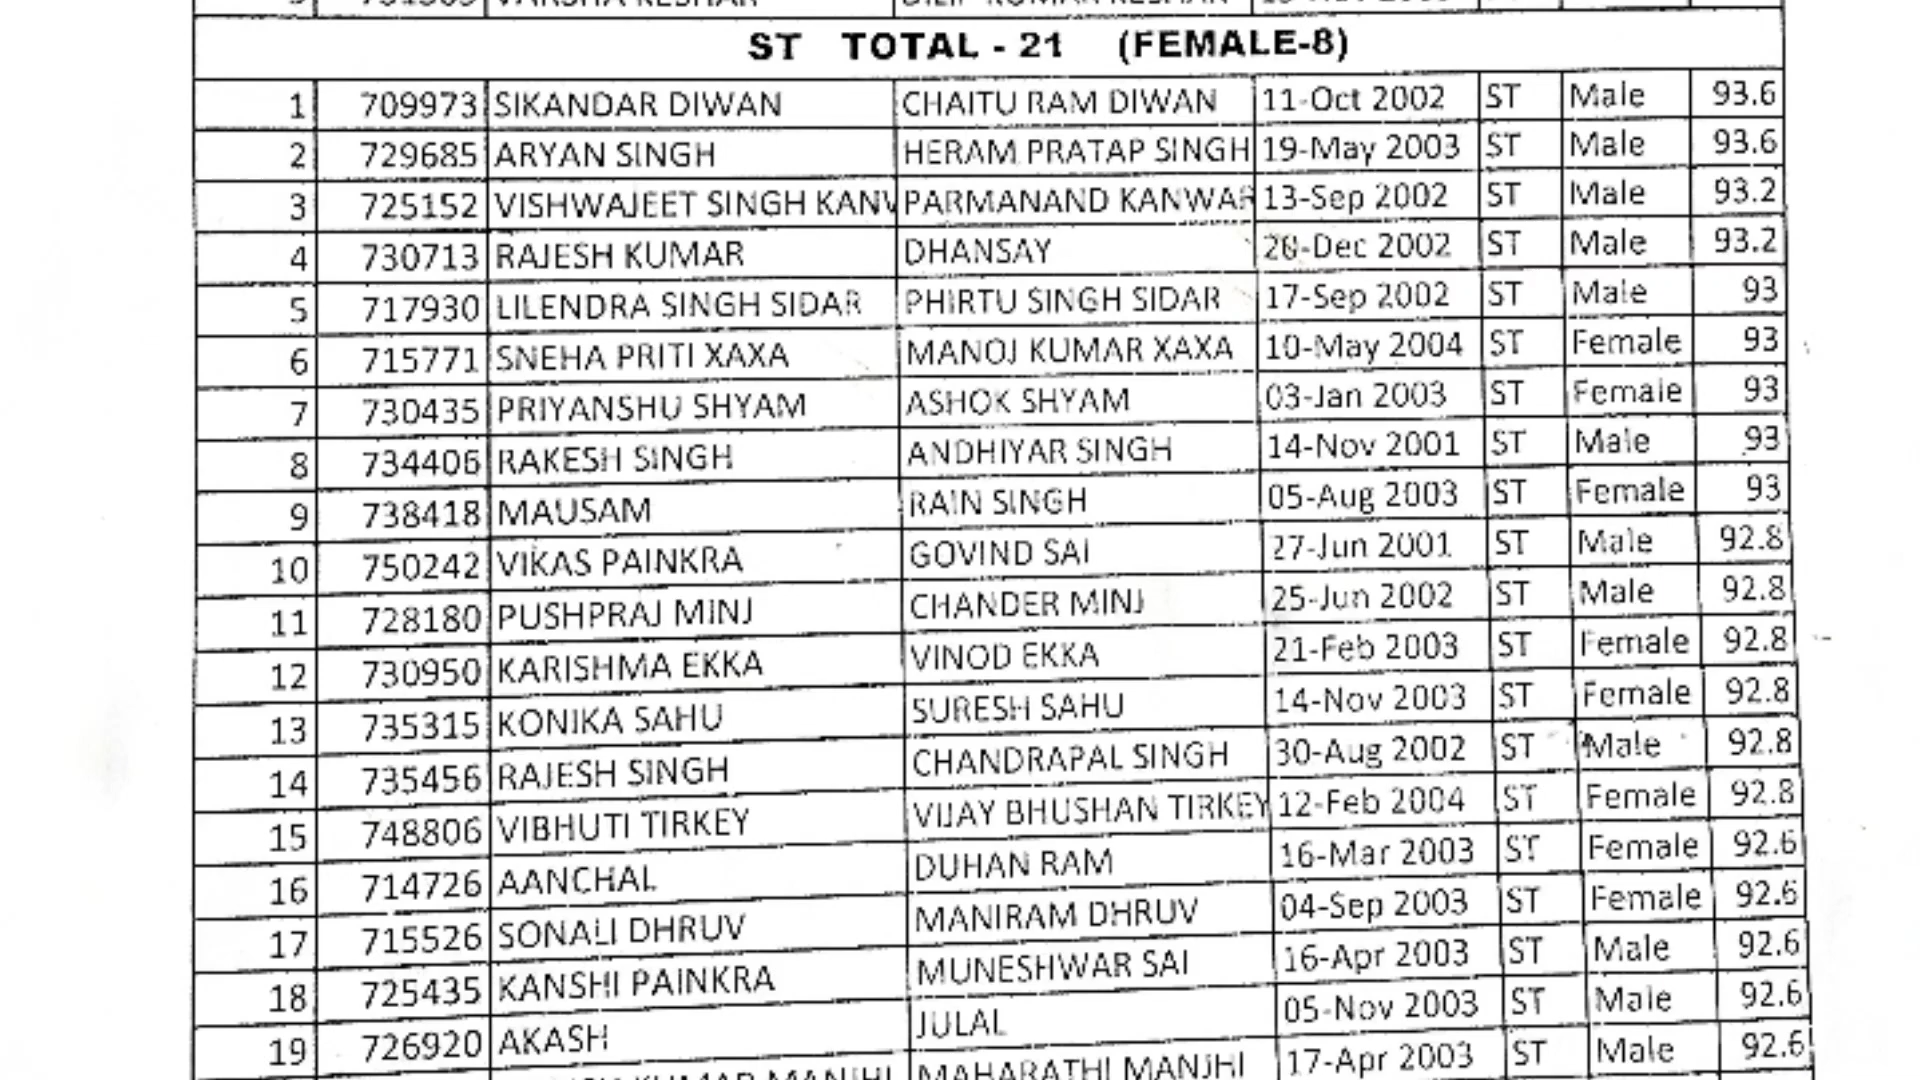 ST TOTAL - 21 (FEMALE-8)
1 709973 SIKANDAR DIWAN CHAITU RAM DIWAN 11-Oct 2002 ST Male 93.6
2 729685 ARYAN SINGH HERAM PRATAP SINGH 19-May 2003 ST Male 93.6
3 725152 VISHWAJEET SINGH KANV PARMANAND KANWAR 13-Sep 2002 ST Male 93.2
4 730713 RAJESH KUMAR DHANSAY 2002 ST Male 93.2
5 717930 LILENDRA SINGH SIDAR PHIRTU SINGH SIDAR 17-Sep 2002 ST Male 93
6 715771 SNEHA PRITI XAXA MANOJ KUMAR XAXA 10-May 2004 ST Female 93
7 730435 PRIYANSHU SHYAM ASHOK SHYAM 03-Jan 2003 ST Female 93
8 734406 RAKESH SINGH ANDHIYAR SINGH 14-Nov 2001 ST Male 93
9 738418 MAUSAM RAIN SINGH 05-Aug 2003 ST Female 93
10 750242 VIKAS PAINKRA GOVIND SAI 27-Jun 2001 ST Male 92.8
11 728180 PUSHPRAJ MINJ CHANDER MINJ 25-Jun 2002 ST Male 92.8
12 730950 KARISHMA EKKA VINOD EKKA 21-Feb 2003 ST Female 92.8
13 735315 KONIKA SAHU SURESH SAHU 14-Nov 2003 ST Female 92.8
14 735456 RAJESH SINGH CHANDRAPAL SINGH 30-Aug 2002 ST Male 92.8
15 748806 VIBHUTI TIRKEY VIJAY BHUSHAN TIRKEY 12-Feb 2004 ST Female 92.8
16 714726 AANCHAL DUHAN RAM 16-Mar 2003 ST Female 92.6
17 715526 SONALI DHRUV MANIRAM DHRUV 04-Sep 2003 ST Female 92.6
18 725435 KANSHI PAINKRA MUNESHWAR SAI 16-Apr 2003 ST Male 92.6
19 726920 AKASH JULAL 05-Nov 2003 ST Male 92.6
KUMAR MANJHI MAHARATHI MANJHI 17-Apr 2003 ST Male 92.6